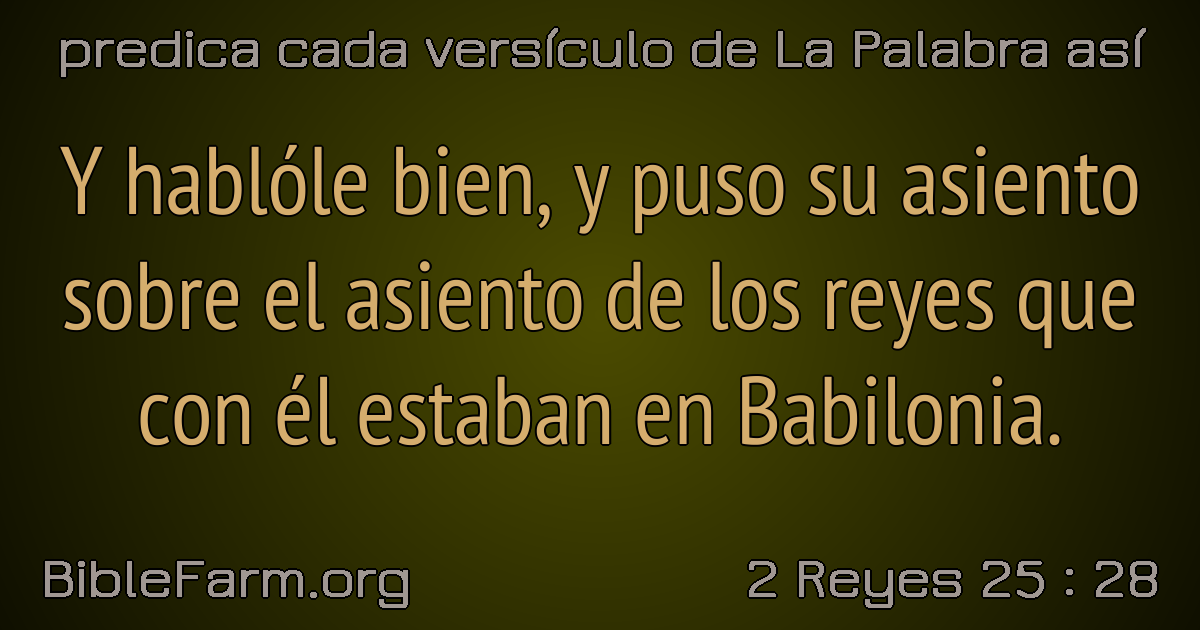 predica cada versículo de La Palabra así
Y hablóle bien, y puso su asiento
sobre el asiento de los reyes que
con él estaban en Babilonia.
BibleFarm.org
2 Reyes 25 : 28